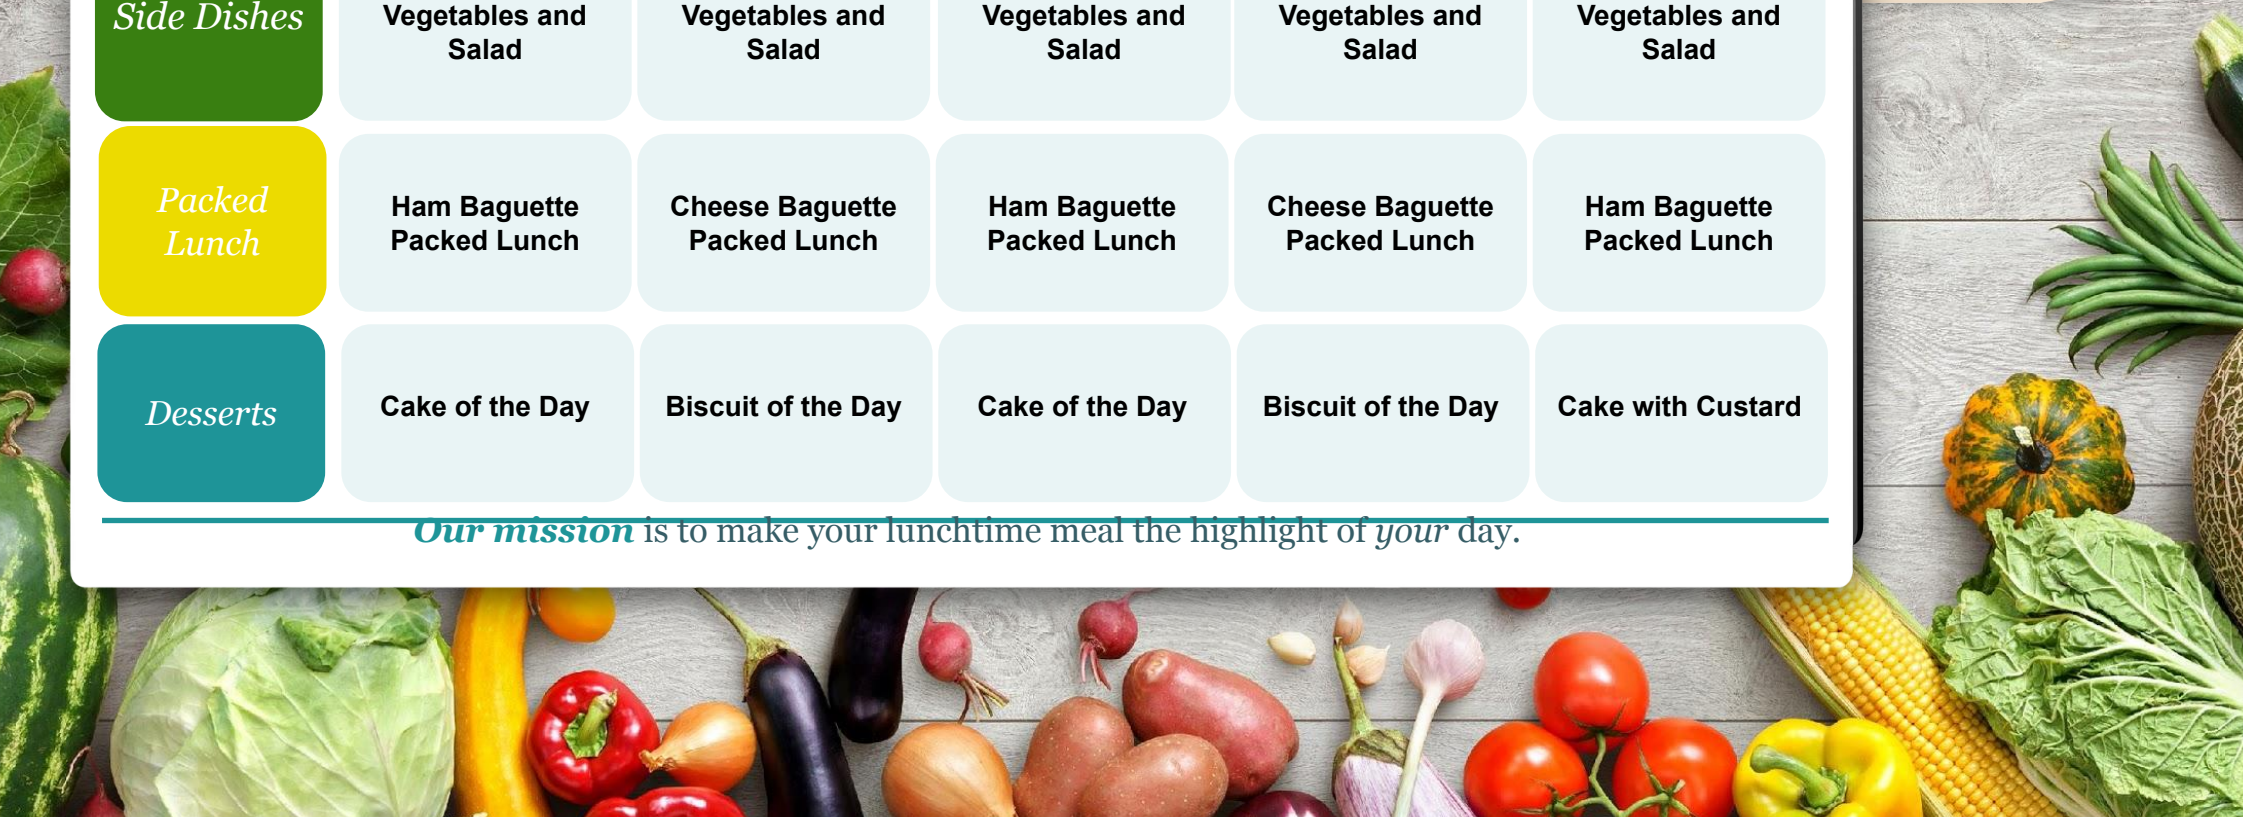 Side Dishes
Vegetables and
Salad
Vegetables and
Salad
Vegetables and
Salad
Vegetables and
Salad
Vegetables and
Salad
Packed
Lunch
Ham Baguette
Packed Lunch
Cheese Baguette
Packed Lunch
Ham Baguette
Packed Lunch
Cheese Baguette
Packed Lunch
Ham Baguette
Packed Lunch
Desserts
Cake of the Day
Biscuit of the Day
Cake of the Day
Biscuit of the Day
Cake with Custard
Our mission is to make your lunchtime meal the highlight of your day.